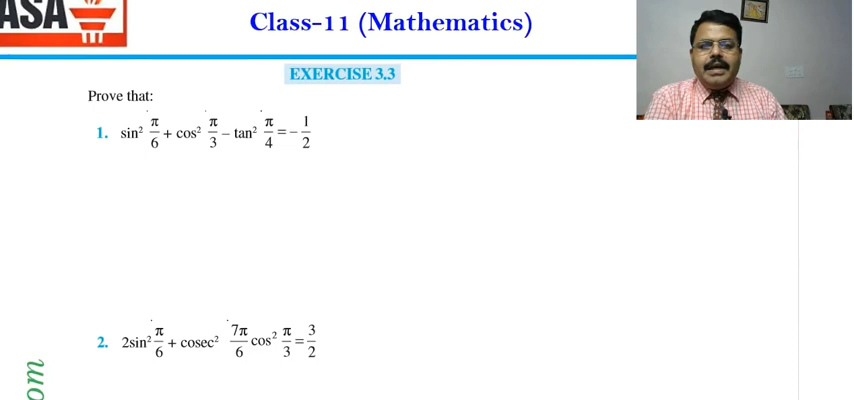 ASA
Class-11 (Mathematics)
EXERCISE 3.3
Prove that:
1. sin² π/6 + cos² π/3 – tan² π/4 = – 1/2
2. 2sin² π/6 + cosec² 7π/6 cos² π/3 = 3/2
om